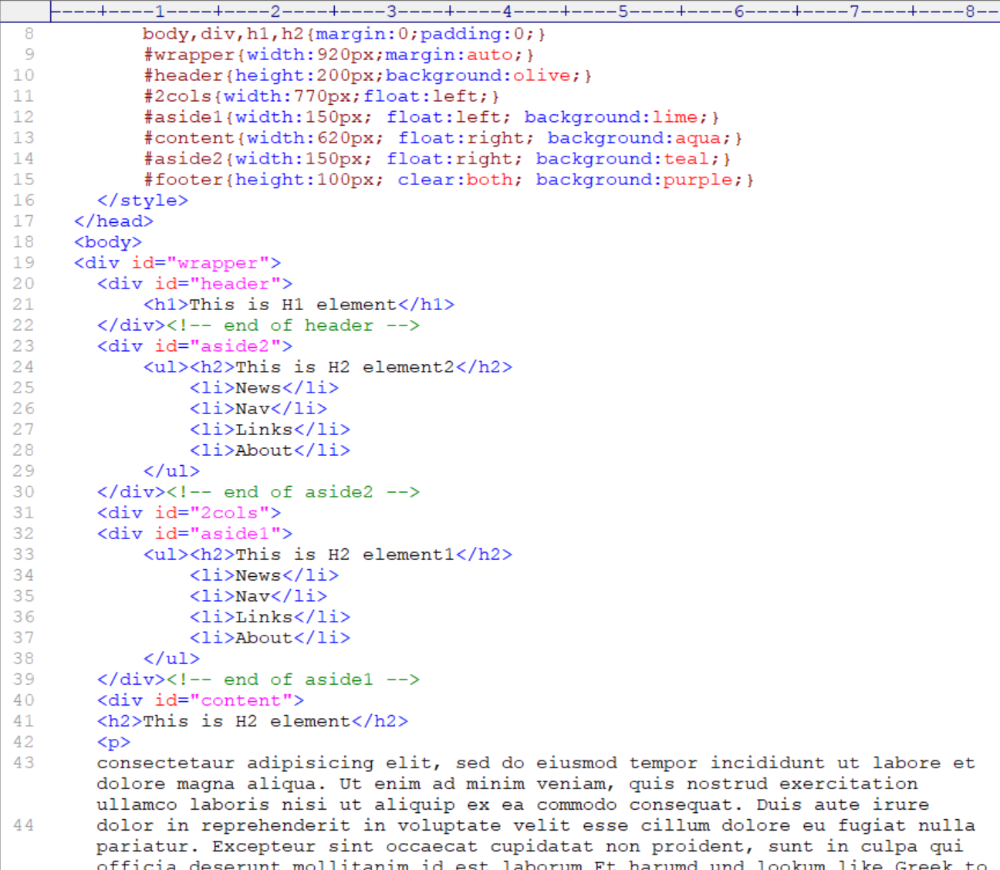 ├----+----1----+----2----+----3----+----4----+----5----+----6----+----7----+----8--
8 body,div,h1,h2{margin:0;padding:0;}
9 #wrapper{width:920px;margin:auto;}
10 #header{height:200px;background:olive;}
11 #2cols{width:770px;float:left;}
12 #aside1{width:150px; float:left; background:lime;}
13 #content{width:620px; float:right; background:aqua;}
14 #aside2{width:150px; float:right; background:teal;}
15 #footer{height:100px; clear:both; background:purple;}
16 </style>
17 </head>
18 <body>
19 <div id="wrapper">
20 <div id="header">
21 <h1>This is H1 element</h1>
22 </div><!-- end of header -->
23 <div id="aside2">
24 <ul><h2>This is H2 element2</h2>
25 <li>News</li>
26 <li>Nav</li>
27 <li>Links</li>
28 <li>About</li>
29 </ul>
30 </div><!-- end of aside2 -->
31 <div id="2cols">
32 <div id="aside1">
33 <ul><h2>This is H2 element1</h2>
34 <li>News</li>
35 <li>Nav</li>
36 <li>Links</li>
37 <li>About</li>
38 </ul>
39 </div><!-- end of aside1 -->
40 <div id="content">
41 <h2>This is H2 element</h2>
42 <p>
43 consectetaur adipisicing elit, sed do eiusmod tempor incididunt ut labore et
dolore magna aliqua. Ut enim ad minim veniam, quis nostrud exercitation
ullamco laboris nisi ut aliquip ex ea commodo consequat. Duis aute irure
44 dolor in reprehenderit in voluptate velit esse cillum dolore eu fugiat nulla
pariatur. Excepteur sint occaecat cupidatat non proident, sunt in culpa qui
officia deserunt mollitanim id est laborum Et harumd und lookum like Greek to